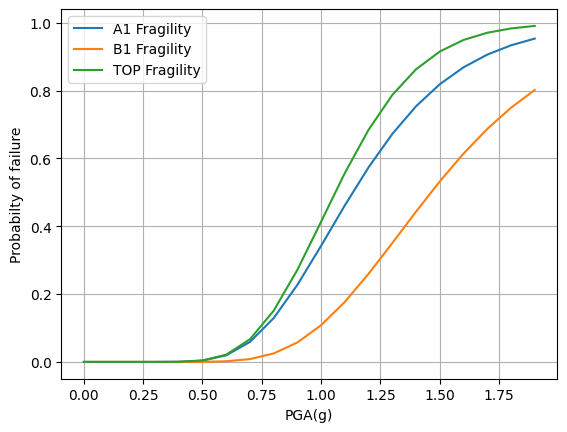 A1 Fragility
B1 Fragility
TOP Fragility
Probabilty of failure
1.0
0.8
0.6
0.4
0.2
0.0
0.00 0.25 0.50 0.75 1.00 1.25 1.50 1.75
PGA(g)